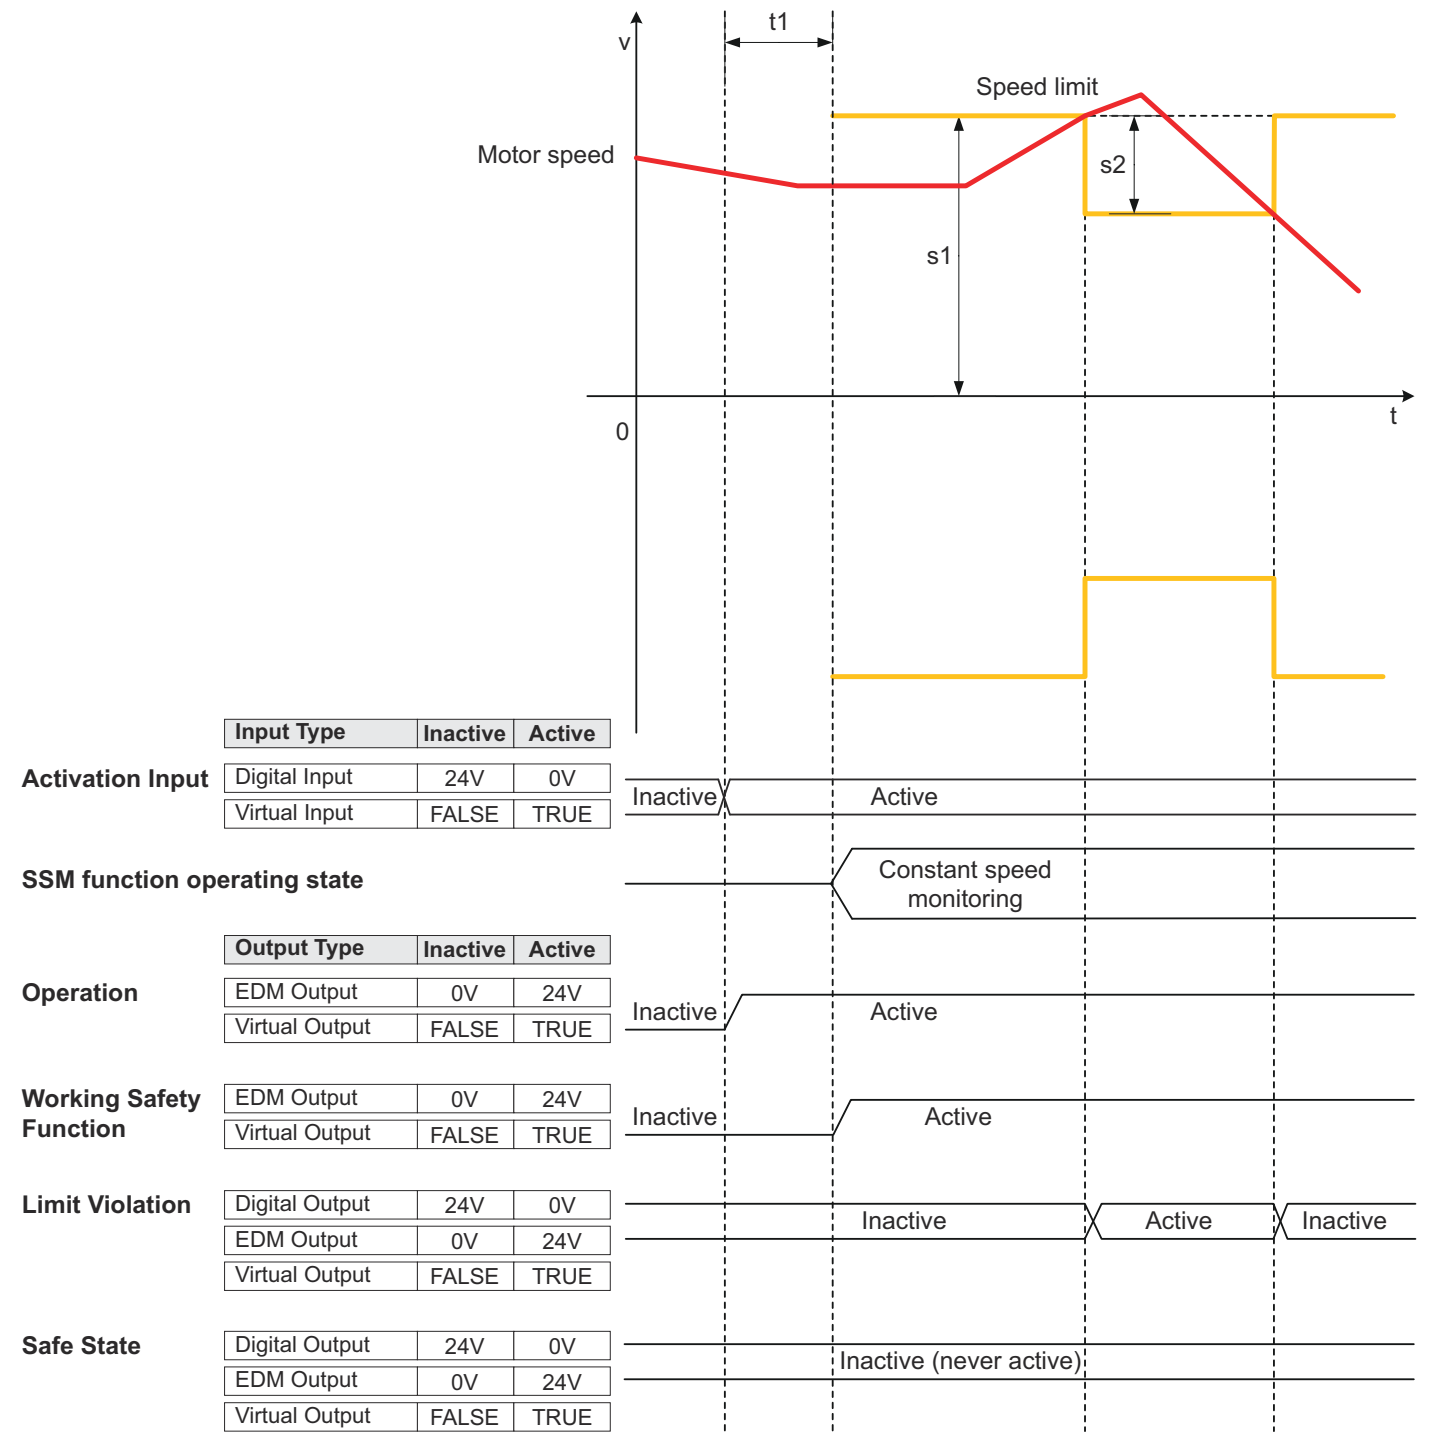 t1
v
Speed limit
Motor speed
s2
s1
t
0
Input Type Inactive Active
Activation Input Digital Input 24V 0V
Virtual Input FALSE TRUE
Inactive Active
SSM function operating state
Constant speed
monitoring
Output Type Inactive Active
Operation EDM Output 0V 24V
Virtual Output FALSE TRUE
Inactive Active
Working Safety
Function
EDM Output 0V 24V
Virtual Output FALSE TRUE
Inactive Active
Limit Violation Digital Output 24V 0V
EDM Output 0V 24V
Virtual Output FALSE TRUE
Inactive Active Inactive
Safe State Digital Output 24V 0V
EDM Output 0V 24V
Virtual Output FALSE TRUE
Inactive (never active)